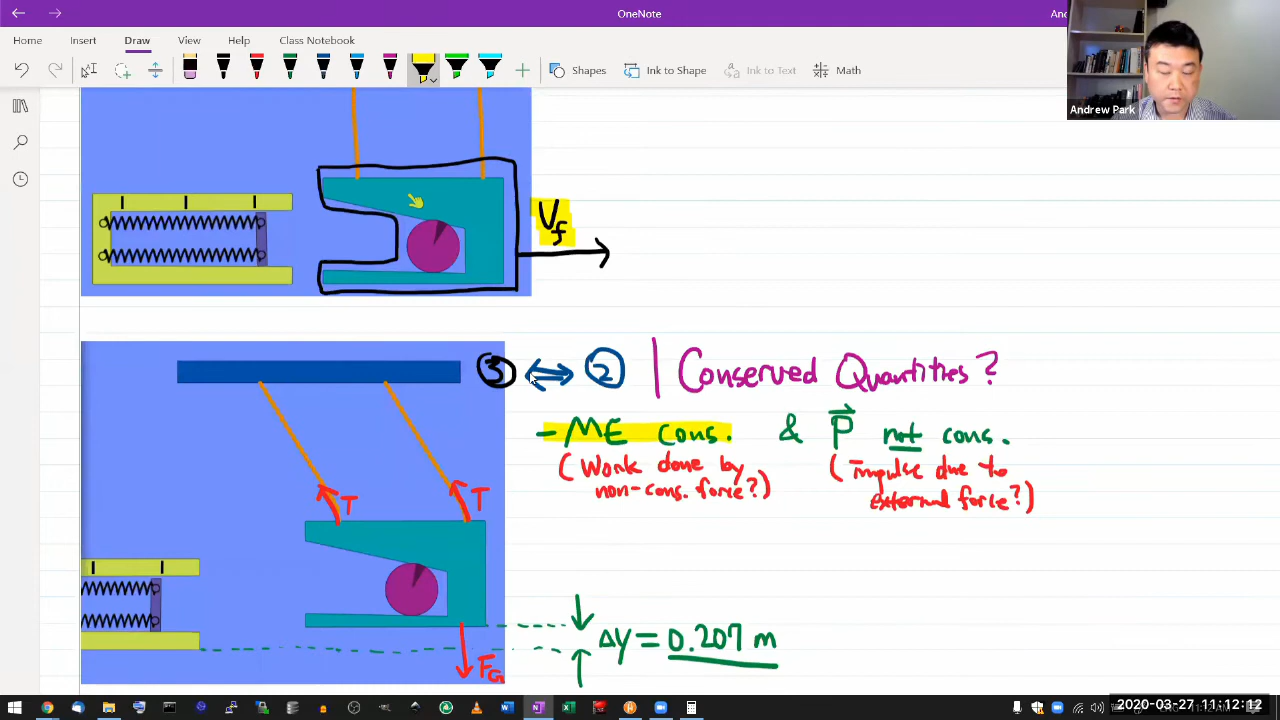 OneNote
And
Home
Insert
Draw
View
Help
Class Notebook
Shapes
Ink to Shape
Ink to Text
Math
Andrew Park
Vf
3 ⟺ 2 | Conserved Quantities?
- ME Cons. & P not cons.
(Work done by
non-cons. force?)
(Impulse due to
external force?)
T
T
Δy = 0.207 m
FG
2020-03-27 11:12:12